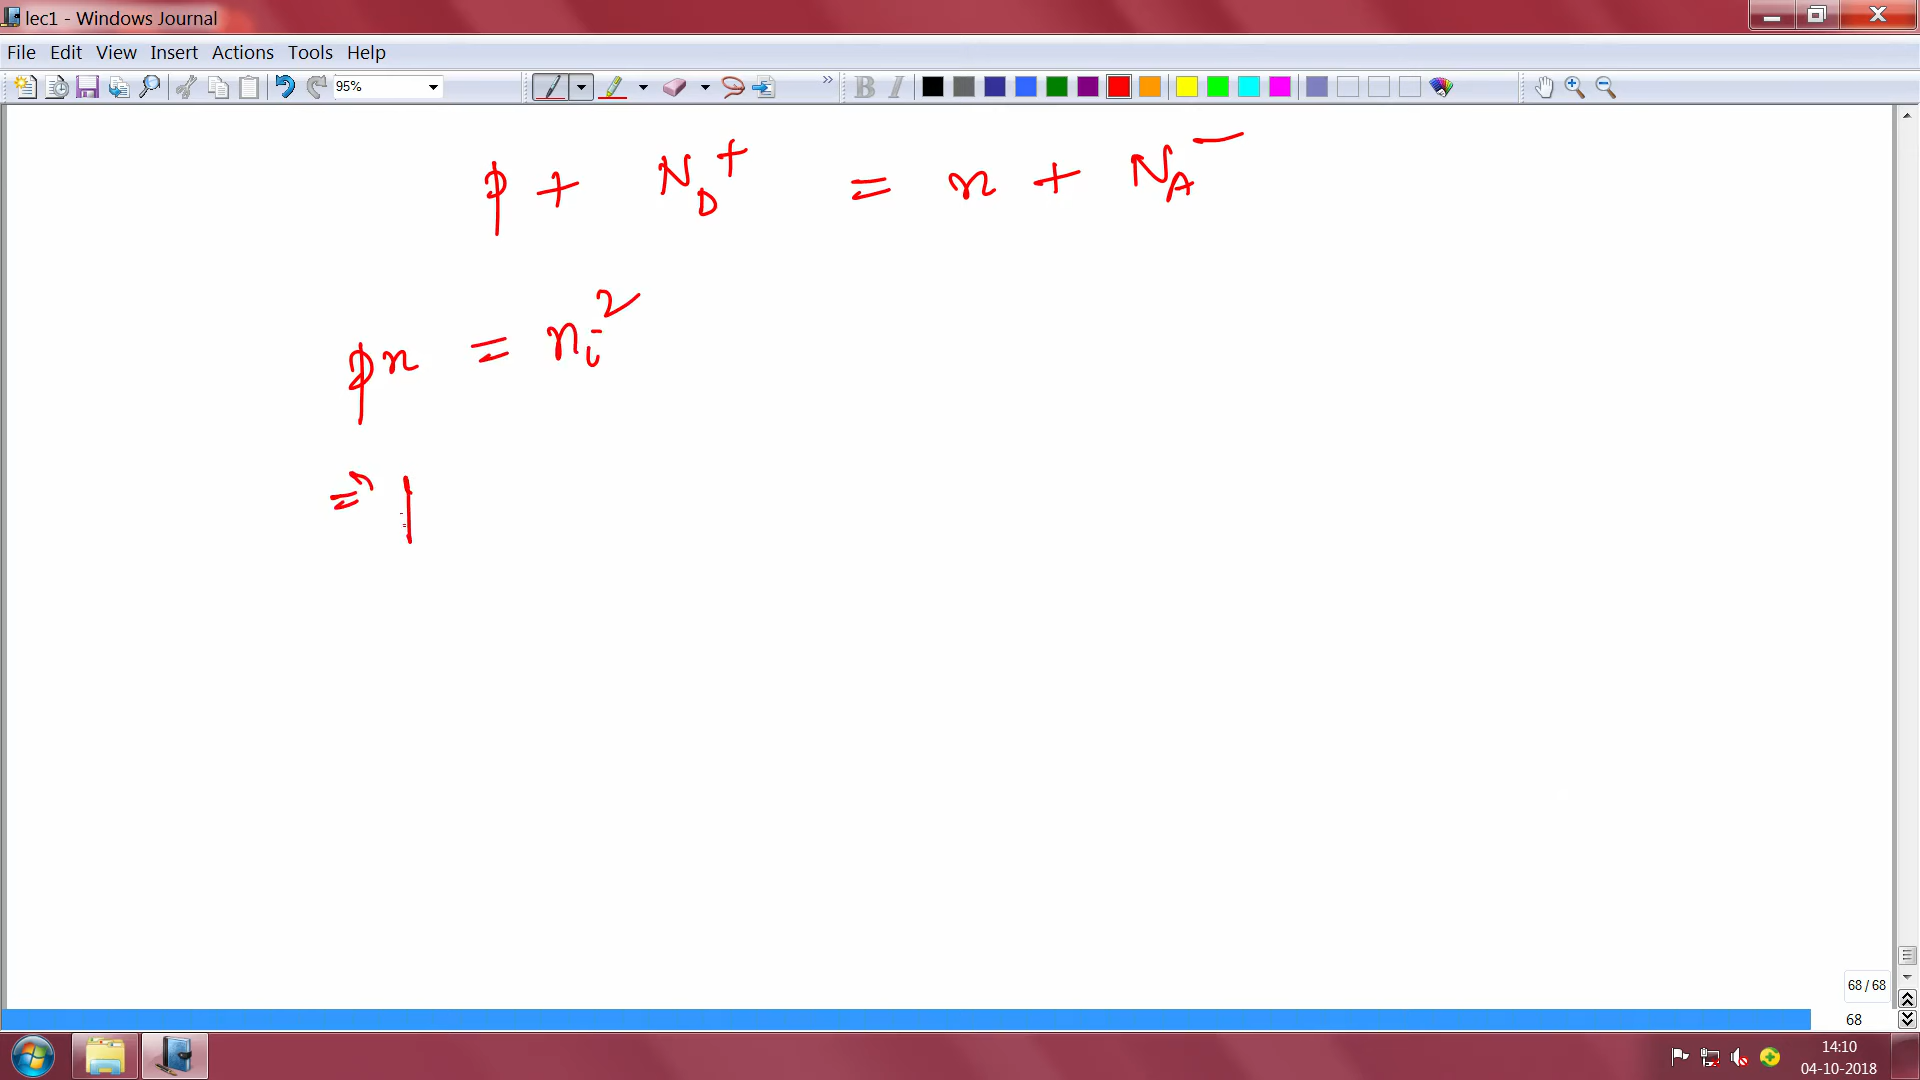 lec1 - Windows Journal
File Edit View Insert Actions Tools Help
95%
p + N_D^+ = n + N_A^-
pn = n_i^2
⇒ p
68 / 68
68
14:10
04-10-2018